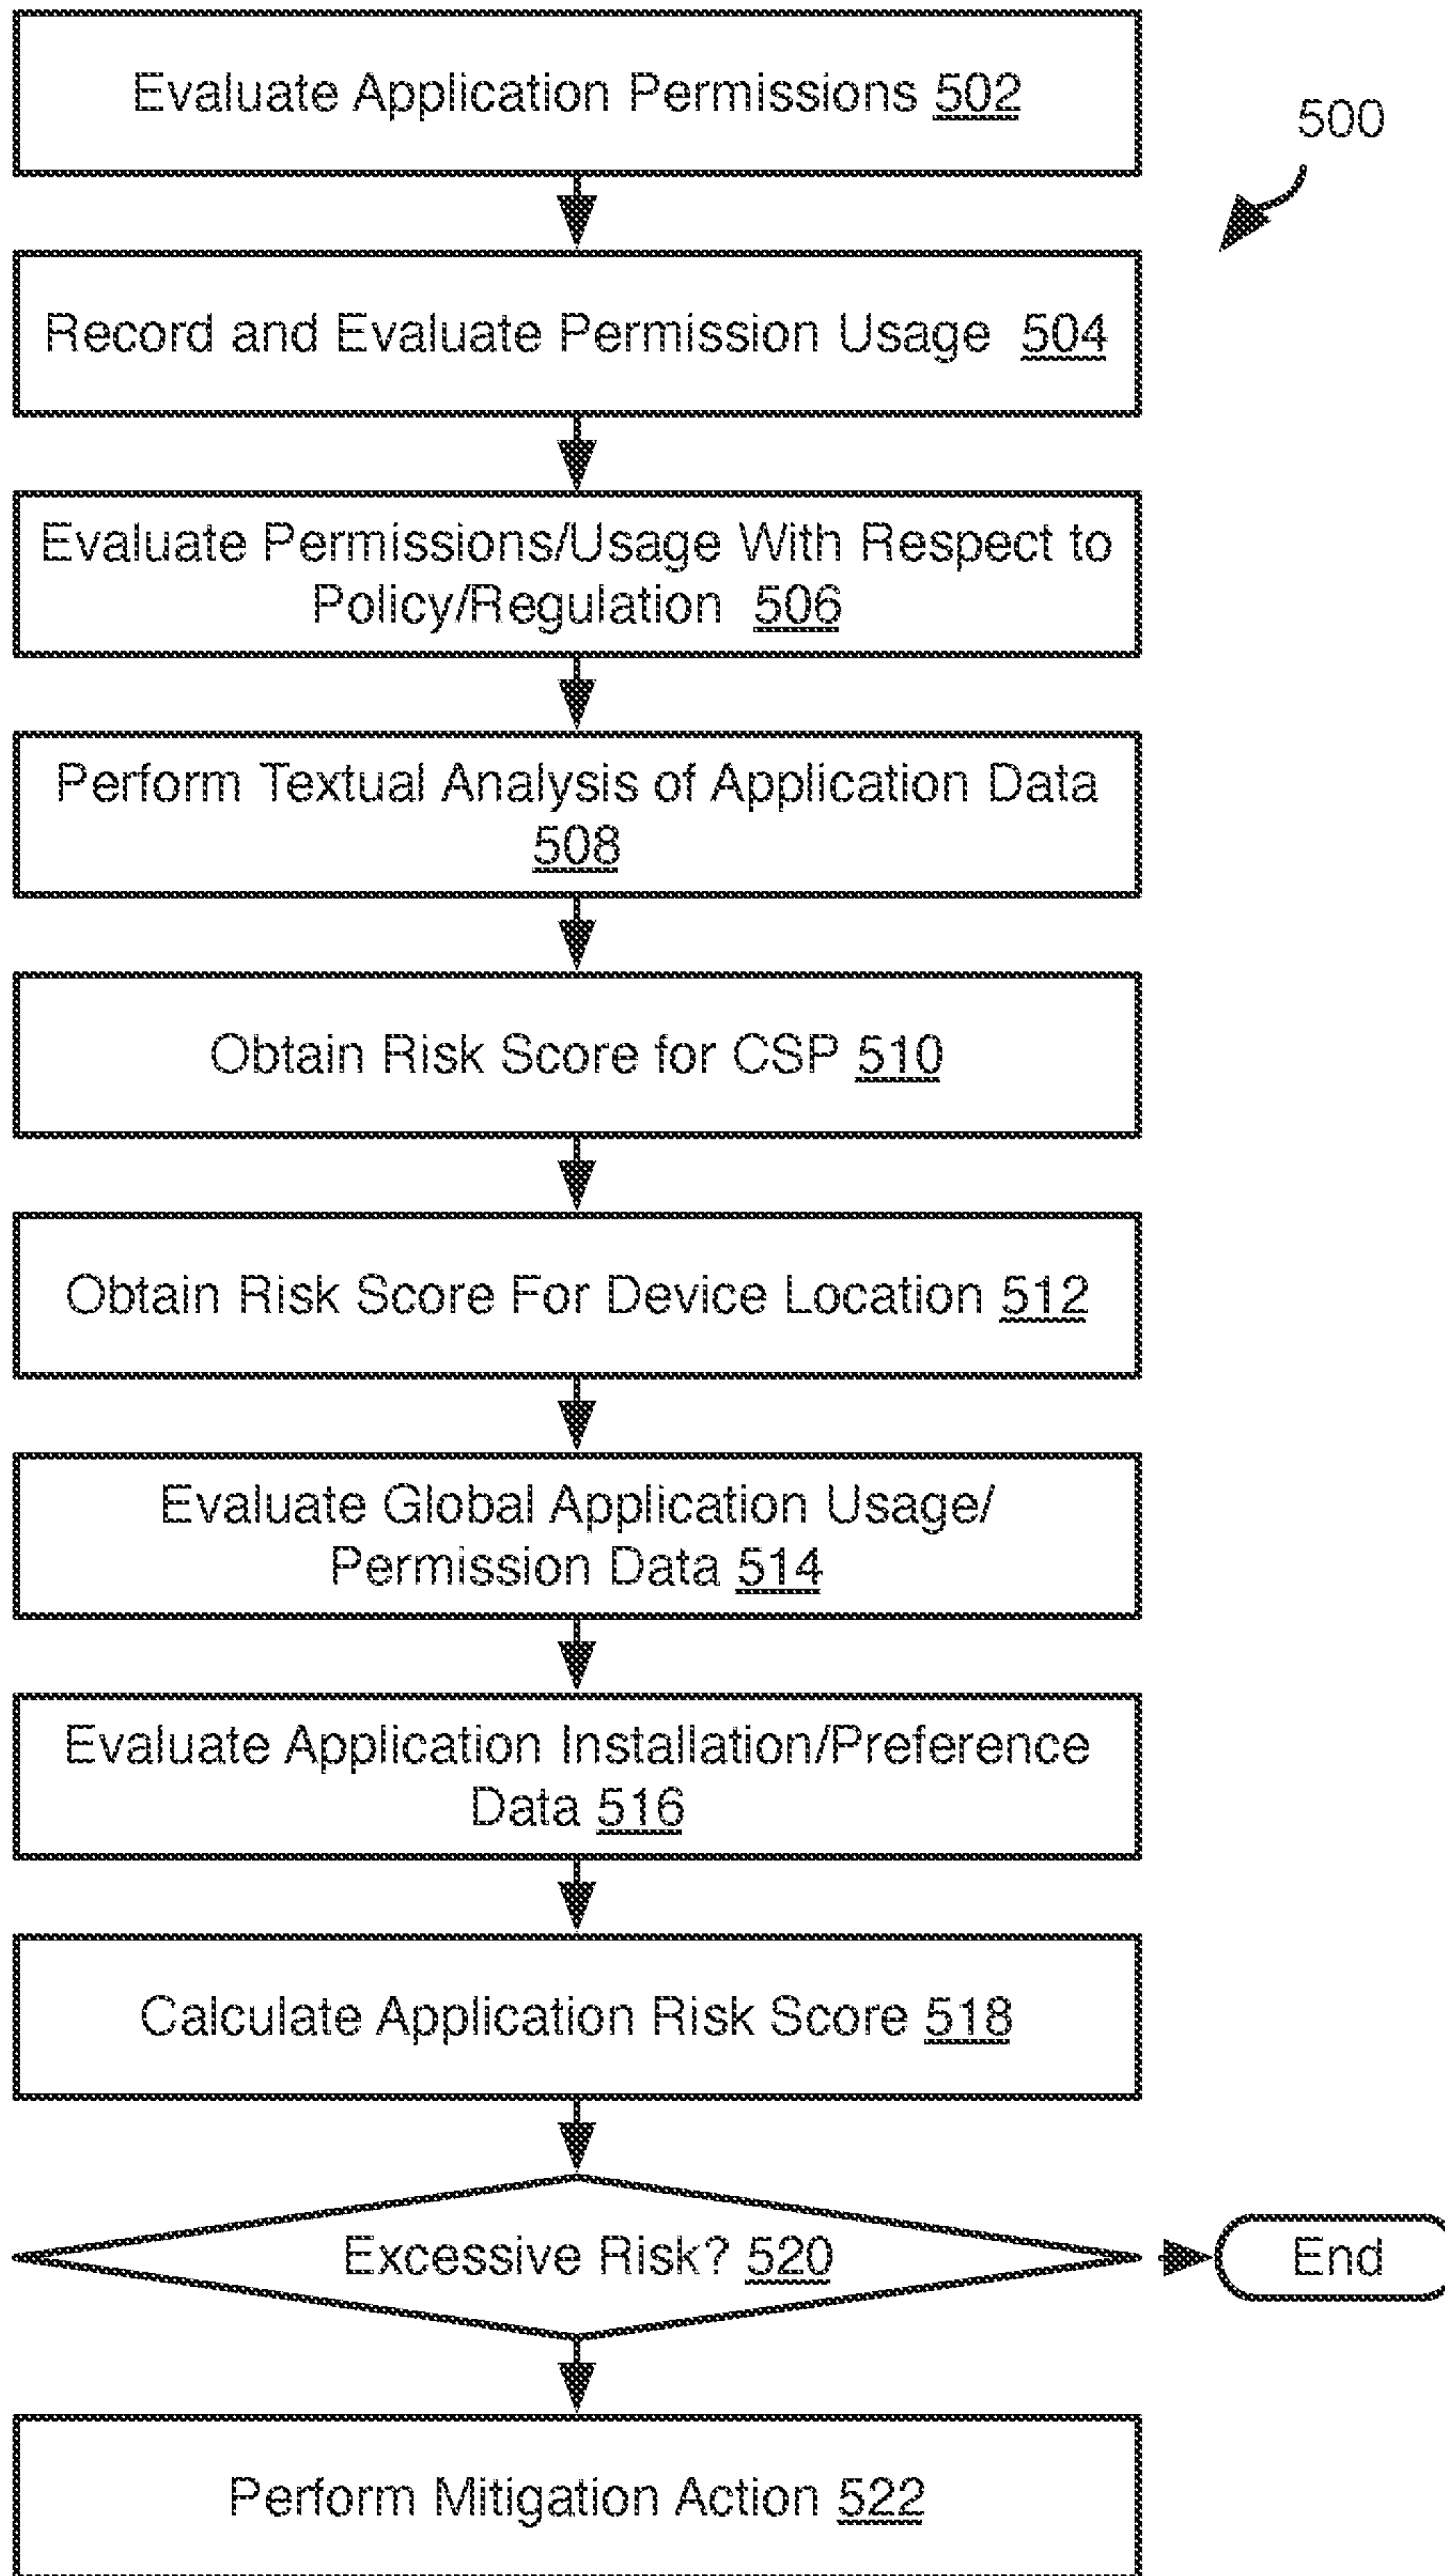 Evaluate Application Permissions 502
500
Record and Evaluate Permission Usage 504
Evaluate Permissions/Usage With Respect to
Policy/Regulation 506
Perform Textual Analysis of Application Data
508
Obtain Risk Score for CSP 510
Obtain Risk Score For Device Location 512
Evaluate Global Application Usage/
Permission Data 514
Evaluate Application Installation/Preference
Data 516
Calculate Application Risk Score 518
Excessive Risk? 520
End
Perform Mitigation Action 522